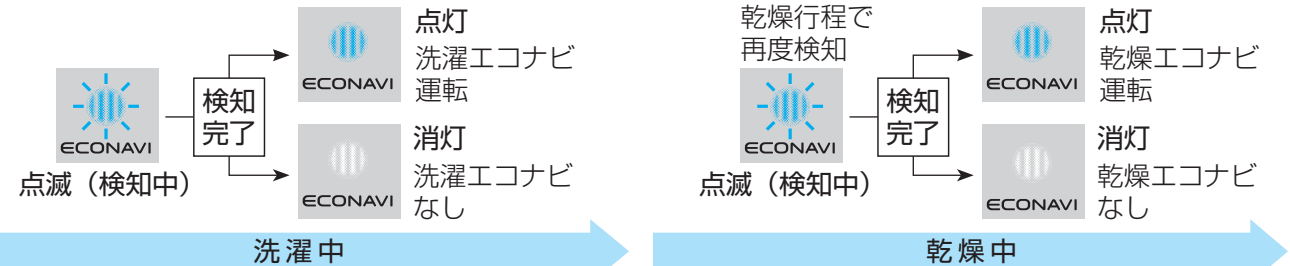 ECONAVI
点滅（検知中）
検知
完了
ECONAVI
点灯
洗濯エコナビ
運転
ECONAVI
消灯
洗濯エコナビ
なし
洗濯中
乾燥行程で
再度検知
ECONAVI
点滅（検知中）
検知
完了
ECONAVI
点灯
乾燥エコナビ
運転
ECONAVI
消灯
乾燥エコナビ
なし
乾燥中